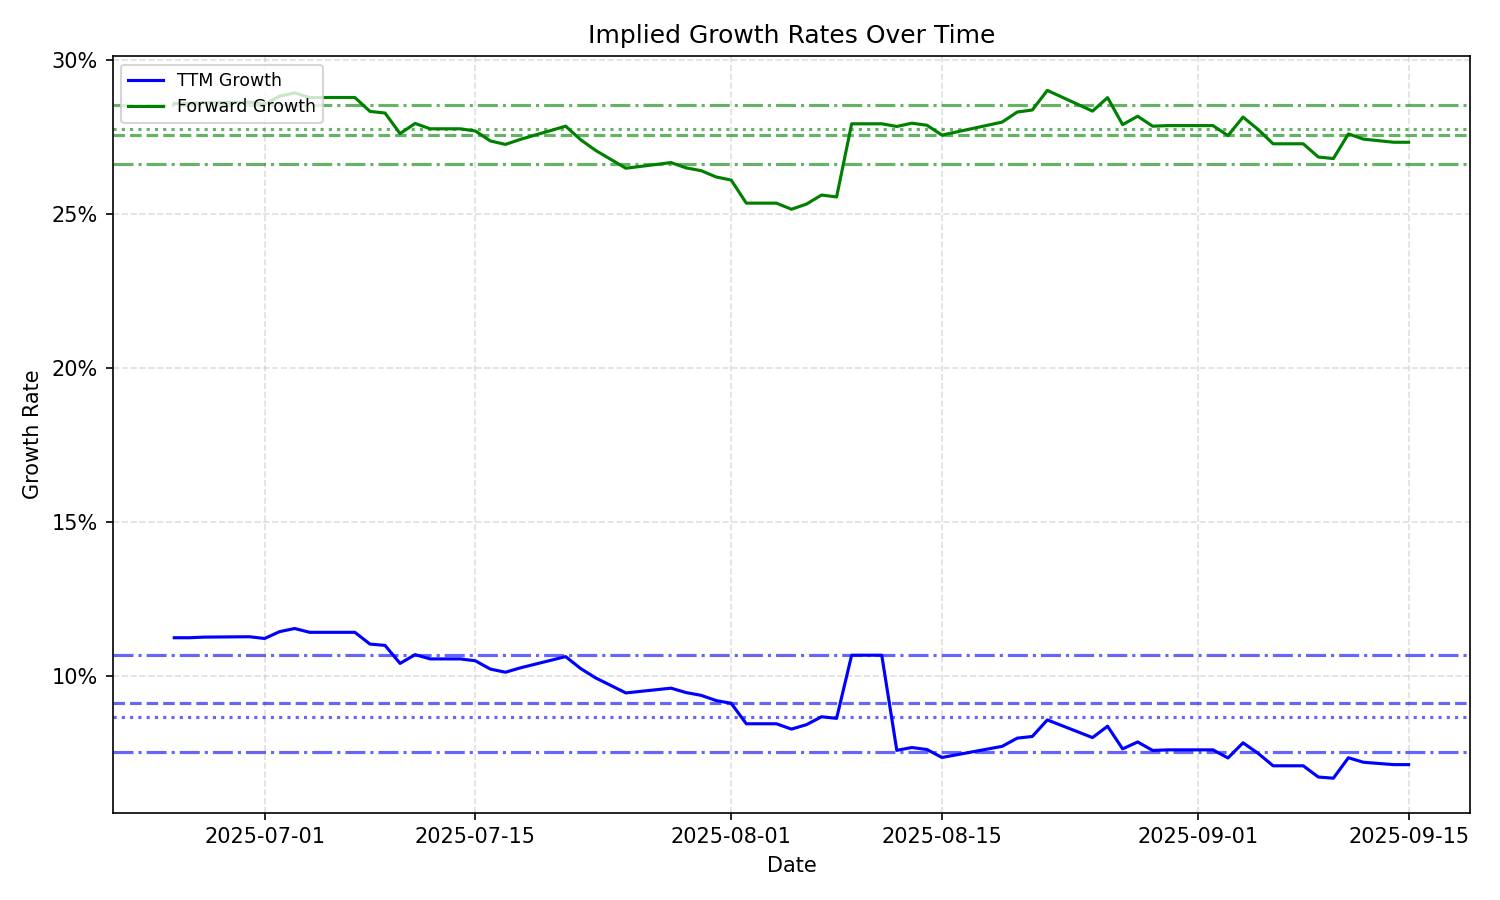 Implied Growth Rates Over Time
TTM Growth
Forward Growth
30%
25%
20%
15%
10%
Growth Rate
2025-07-01
2025-07-15
2025-08-01
2025-08-15
2025-09-01
2025-09-15
Date